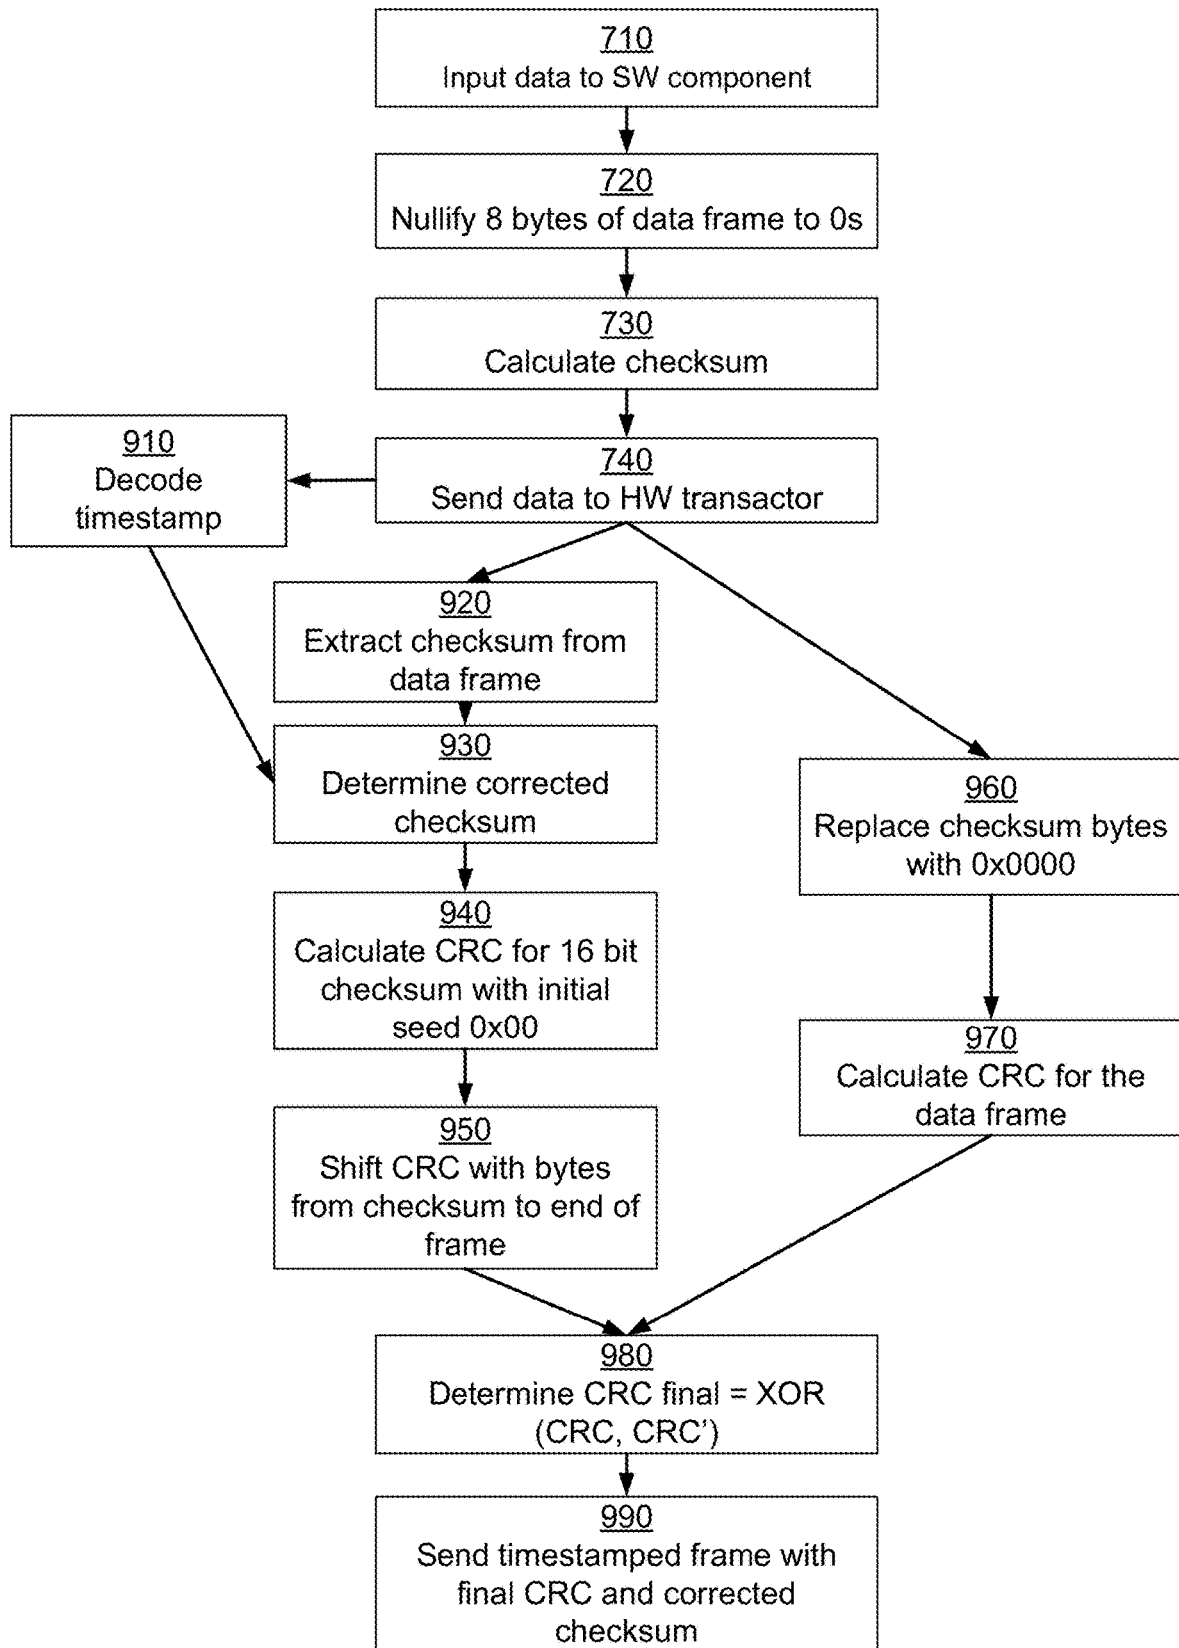 710
Input data to SW component
720
Nullify 8 bytes of data frame to 0s
730
Calculate checksum
740
Send data to HW transactor
910
Decode
timestamp
920
Extract checksum from
data frame
930
Determine corrected
checksum
940
Calculate CRC for 16 bit
checksum with initial
seed 0x00
950
Shift CRC with bytes
from checksum to end of
frame
960
Replace checksum bytes
with 0x0000
970
Calculate CRC for the
data frame
980
Determine CRC final = XOR
(CRC, CRC’)
990
Send timestamped frame with
final CRC and corrected
checksum